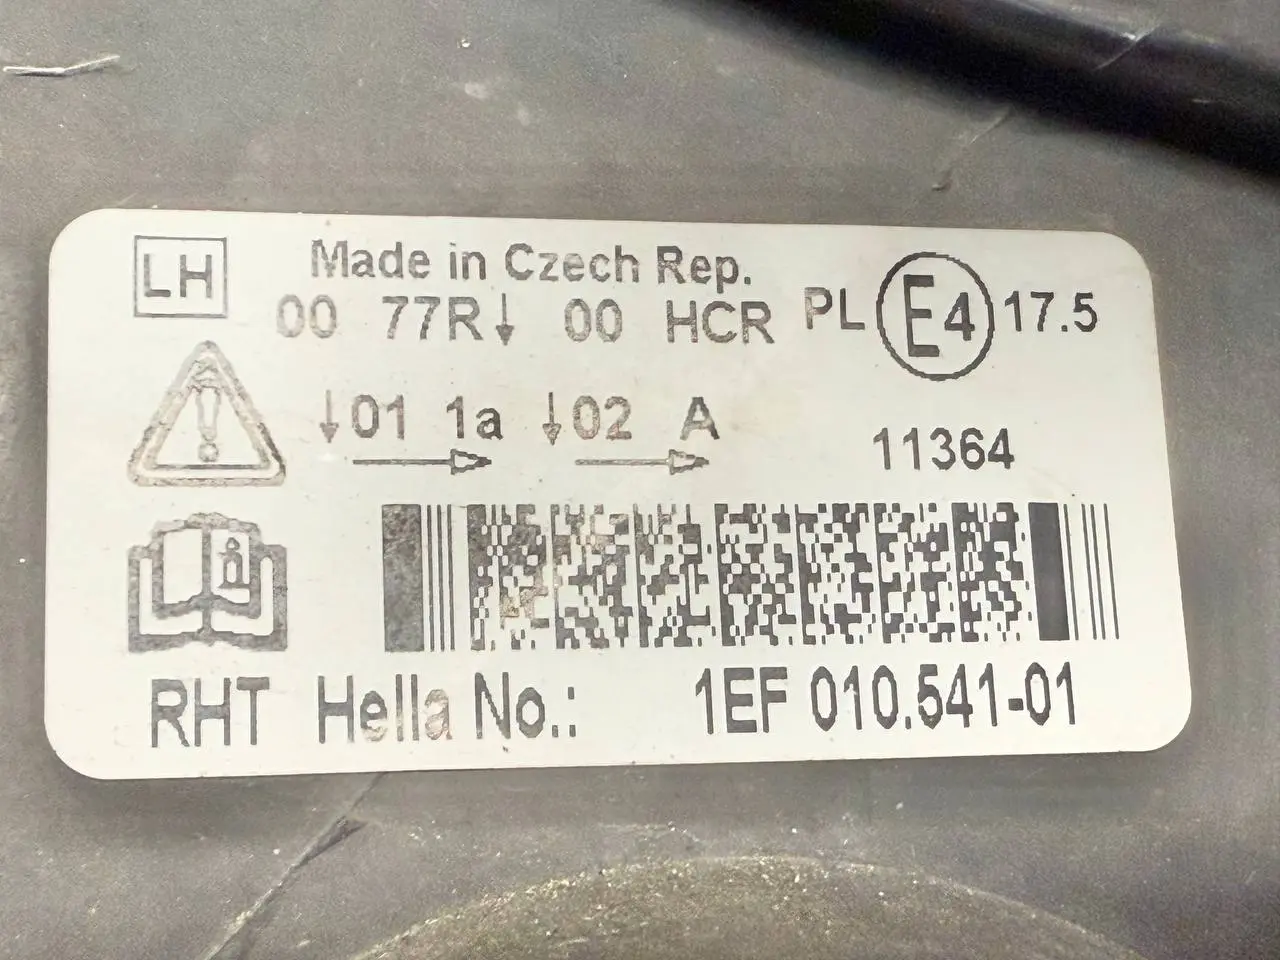 LH
Made in Czech Rep.
00 77R↓ 00 HCR PL E4 17.5
↓01 1a ↓02 A
11364
i
RHT Hella No.: 1EF 010.541-01